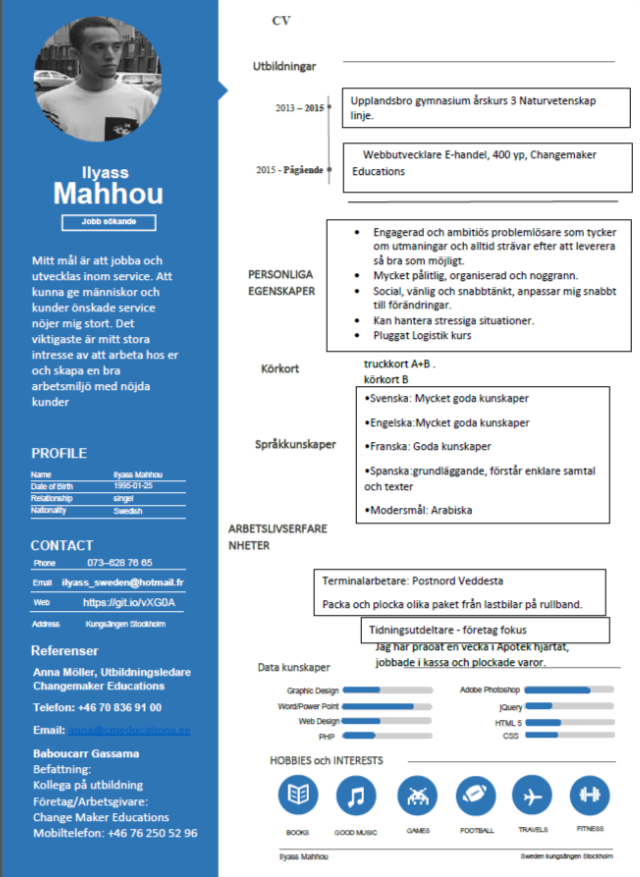 CV
Ilyass
Mahhou
Jobb sökande
Mitt mål är att jobba och
utvecklas inom service. Att
kunna ge människor och
kunder önskade service
nöjer mig stort. Det
viktigaste är mitt stora
intresse av att arbeta hos er
och skapa en bra
arbetsmiljö med nöjda
kunder
PROFILE
Name Ilyass Mahhou
Date of Birth 1995-01-25
Relationship singel
Nationality Swedish
CONTACT
Phone 073–628 76 65
Email ilyass_sweden@hotmail.fr
Web https://git.io/vXG0A
Address Kungsängen Stockholm
Referenser
Anna Möller, Utbildningsledare
Changemaker Educations
Telefon: +46 70 836 91 00
Email: anna@cmeducations.se
Baboucarr Gassama
Befattning:
Kollega på utbildning
Företag/Arbetsgivare:
Change Maker Educations
Mobiltelefon: +46 76 250 52 96
Utbildningar
2013 – 2015
Upplandsbro gymnasium årskurs 3 Naturvetenskap
linje.
2015 - Pågående
Webbutvecklare E-handel, 400 yp, Changemaker
Educations
PERSONLIGA
EGENSKAPER
• Engagerad och ambitiös problemlösare som tycker
om utmaningar och alltid strävar efter att leverera
så bra som möjligt.
• Mycket pålitlig, organiserad och noggrann.
• Social, vänlig och snabbtänkt, anpassar mig snabbt
till förändringar.
• Kan hantera stressiga situationer.
• Pluggat Logistik kurs
Körkort
truckkort A+B .
körkort B
Språkkunskaper
•Svenska: Mycket goda kunskaper
•Engelska:Mycket goda kunskaper
•Franska: Goda kunskaper
•Spanska:grundläggande, förstår enklare samtal
och texter
•Modersmål: Arabiska
ARBETSLIVSERFARE
NHETER
Terminalarbetare: Postnord Veddesta
Packa och plocka olika paket från lastbilar på rullband.
Tidningsutdeltare - företag fokus
Jag har praoat en vecka i Apotek hjärtat,
jobbade i kassa och plockade varor.
Data kunskaper
Graphic Design
Word/Power Point
Web Design
PHP
Adobe Photoshop
jQuery
HTML 5
CSS
HOBBIES och INTERESTS
BOOKS GOOD MUSIC GAMES FOOTBALL TRAVELS FITNESS
Ilyass Mahhou Sweden kungsängen Stockholm